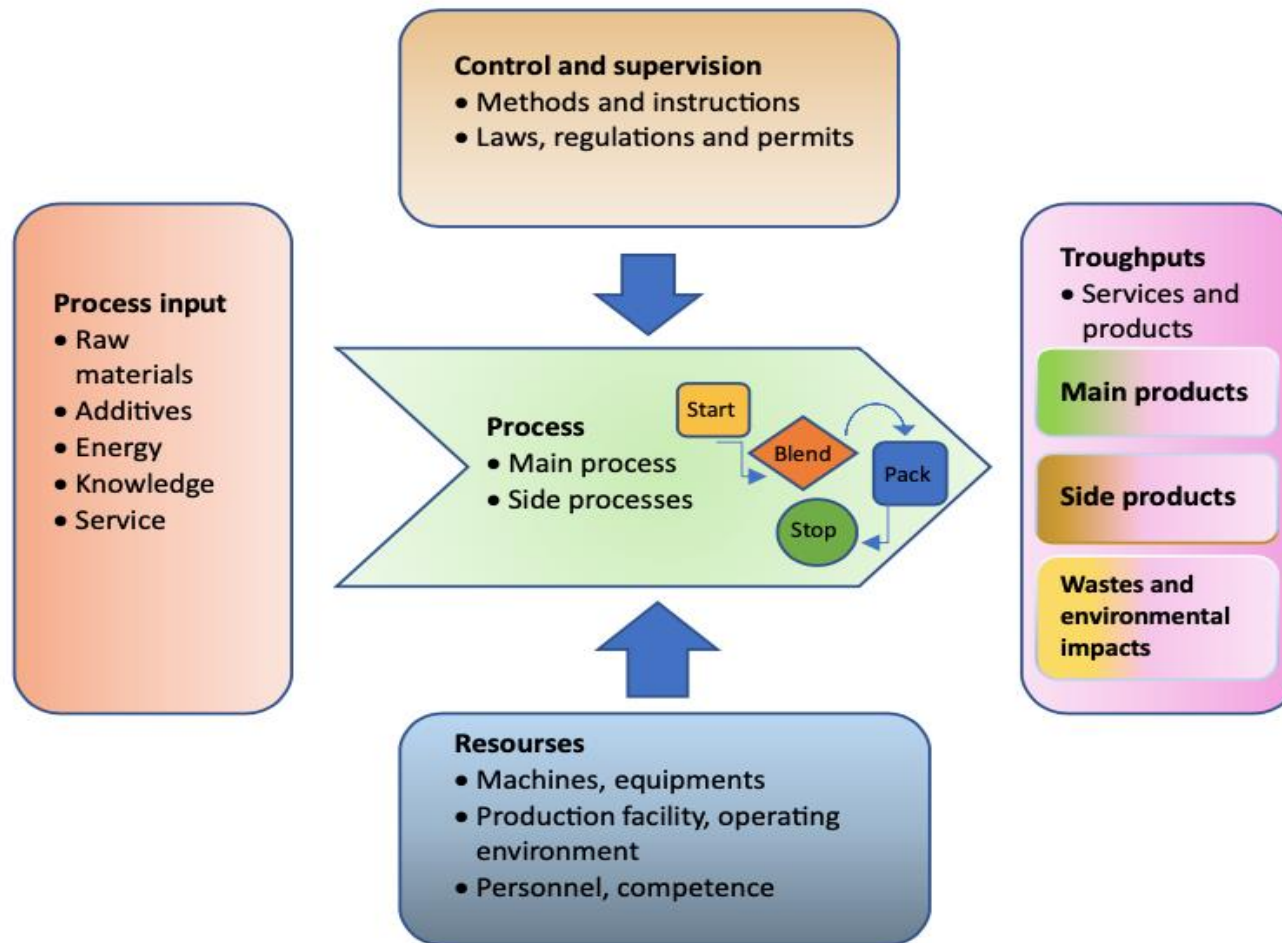 Control and supervision
• Methods and instructions
• Laws, regulations and permits
Process input
• Raw
materials
• Additives
• Energy
• Knowledge
• Service
Process
• Main process
• Side processes
Start
Blend
Pack
Stop
Troughputs
• Services and
products
Main products
Side products
Wastes and
environmental
impacts
Resourses
• Machines, equipments
• Production facility, operating
environment
• Personnel, competence